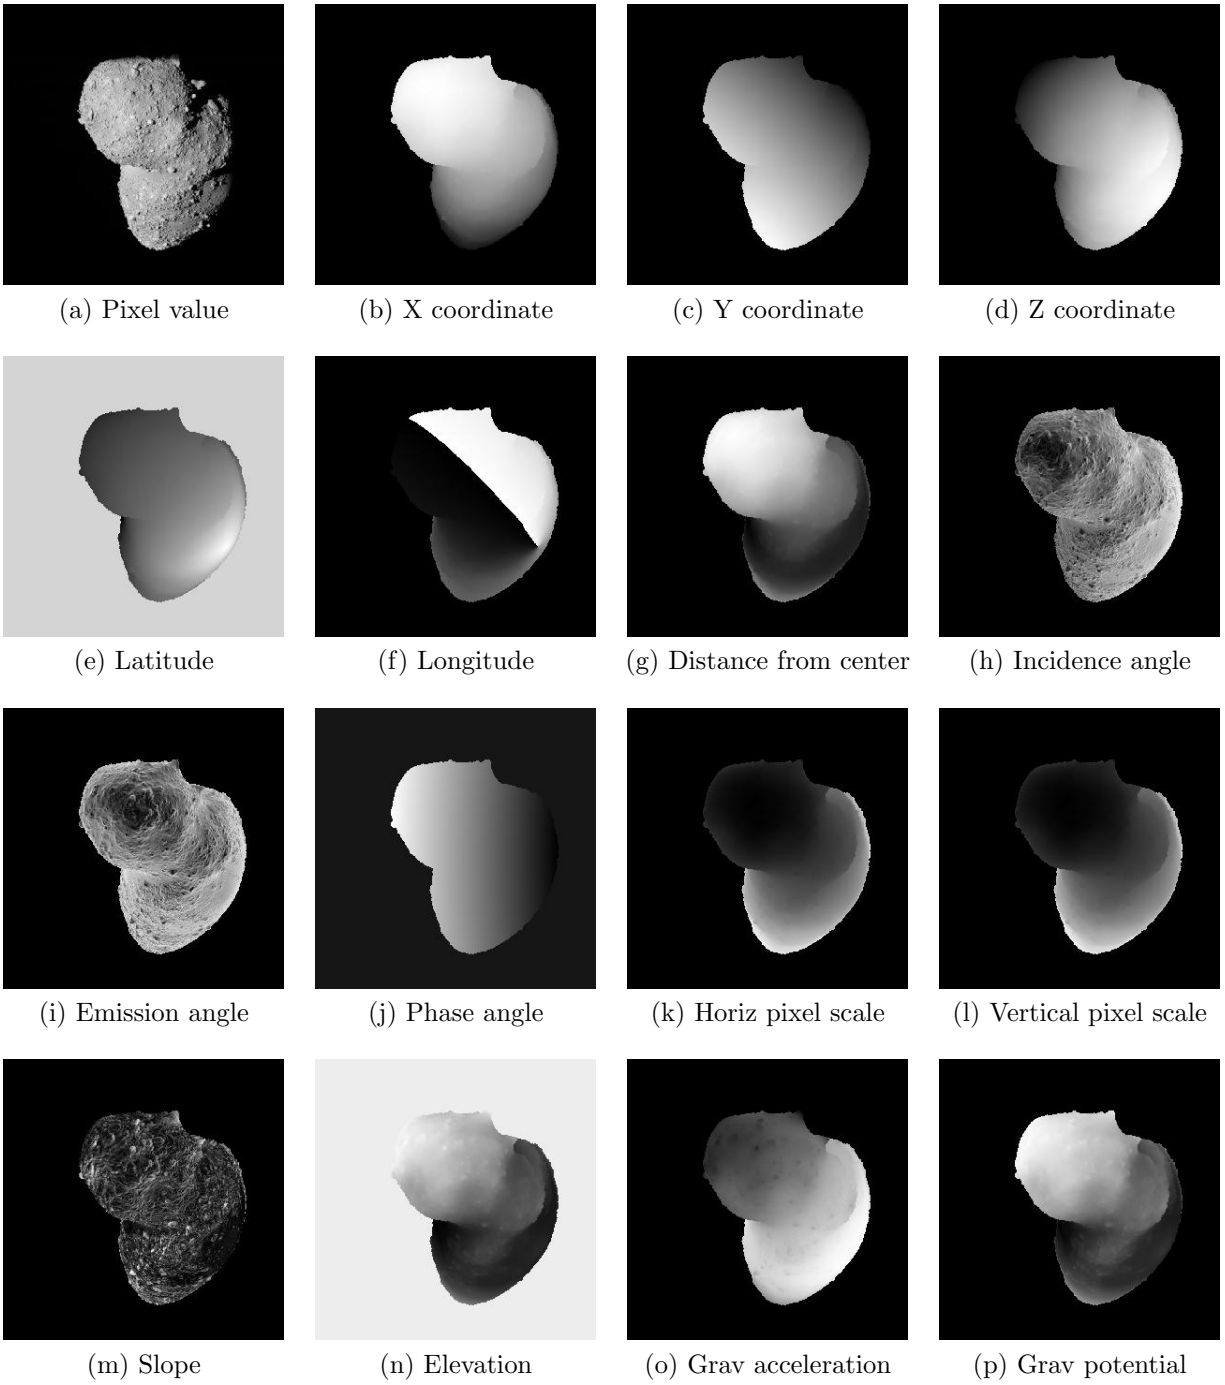 (a) Pixel value
(b) X coordinate
(c) Y coordinate
(d) Z coordinate
(e) Latitude
(f) Longitude
(g) Distance from center
(h) Incidence angle
(i) Emission angle
(j) Phase angle
(k) Horiz pixel scale
(l) Vertical pixel scale
(m) Slope
(n) Elevation
(o) Grav acceleration
(p) Grav potential